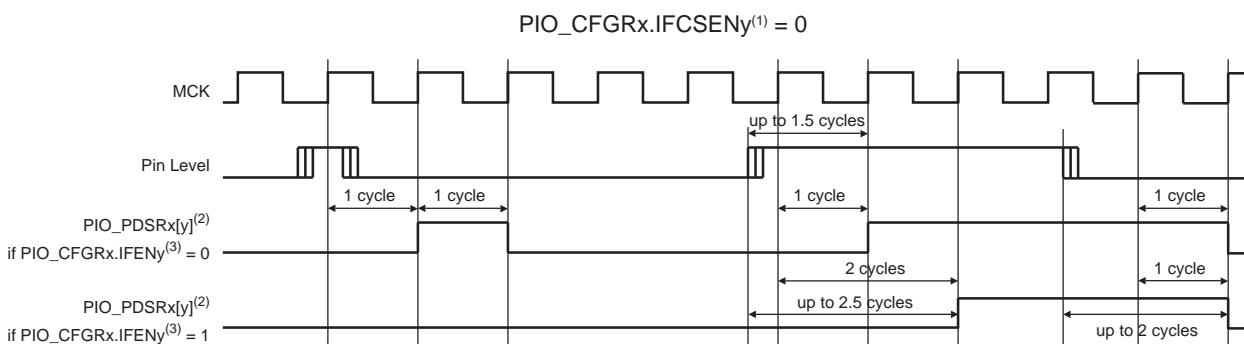 PIO_CFGRx.IFCSENy(1) = 0
MCK
up to 1.5 cycles
Pin Level
1 cycle
1 cycle
1 cycle
1 cycle
PIO_PDSRx[y](2)
if PIO_CFGRx.IFENy(3) = 0
2 cycles
1 cycle
PIO_PDSRx[y](2)
up to 2.5 cycles
if PIO_CFGRx.IFENy(3) = 1
up to 2 cycles